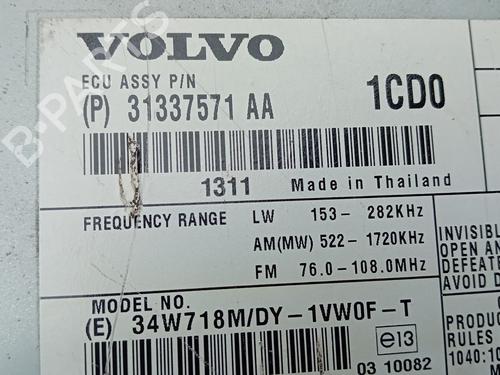 VOLVO
ECU ASSY P/N
(P) 31337571 AA
1CD0
1311 Made in Thailand
FREQUENCY RANGE LW 153- 282KHz
AM(MW) 522-1720KHz
FM 76.0-108.0MHz
INVISIBL
OPEN AN
DEFEATE
AVOID D
MODEL NO.
(E) 34W718M/DY-1VW0F-T
e13
03 10082
PRODUC
RULES
1040:10
B-PARTS